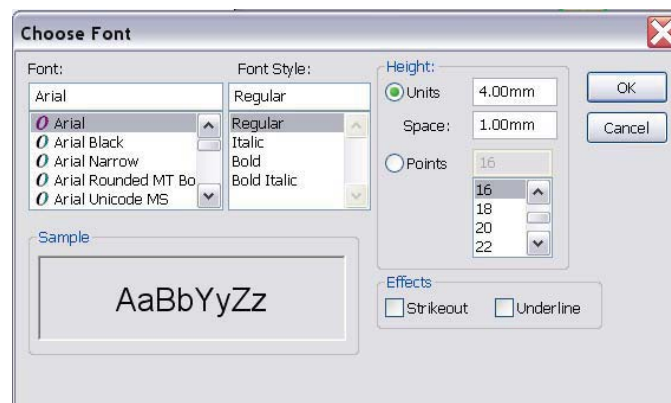 Choose Font
Font:
Arial
Arial
Arial Black
Arial Narrow
Arial Rounded MT Bo
Arial Unicode MS
Font Style:
Regular
Regular
Italic
Bold
Bold Italic
Height:
Units 4.00mm
Space: 1.00mm
Points 16
16
18
20
22
OK
Cancel
Sample
AaBbYyZz
Effects
Strikeout Underline